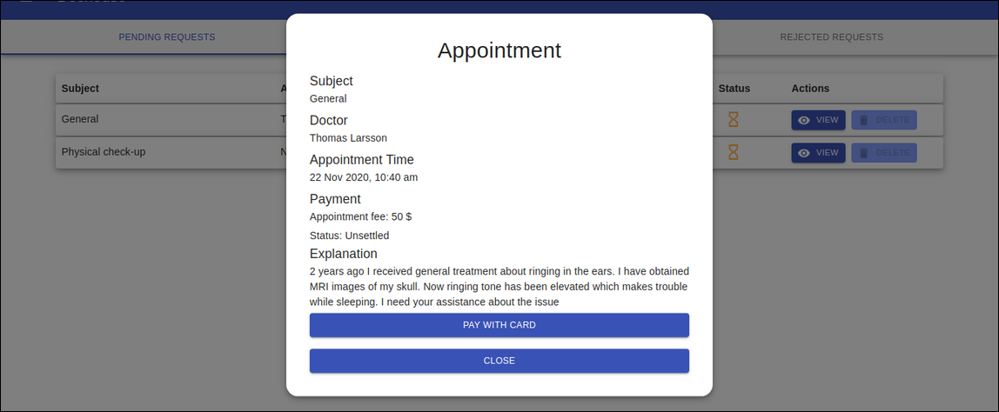 PENDING REQUESTS
REJECTED REQUESTS
Subject
Status
Actions
General
VIEW
DELETE
Physical check-up
VIEW
DELETE
Appointment
Subject
General
Doctor
Thomas Larsson
Appointment Time
22 Nov 2020, 10:40 am
Payment
Appointment fee: 50 $
Status: Unsettled
Explanation
2 years ago I received general treatment about ringing in the ears. I have obtained
MRI images of my skull. Now ringing tone has been elevated which makes trouble
while sleeping. I need your assistance about the issue
PAY WITH CARD
CLOSE